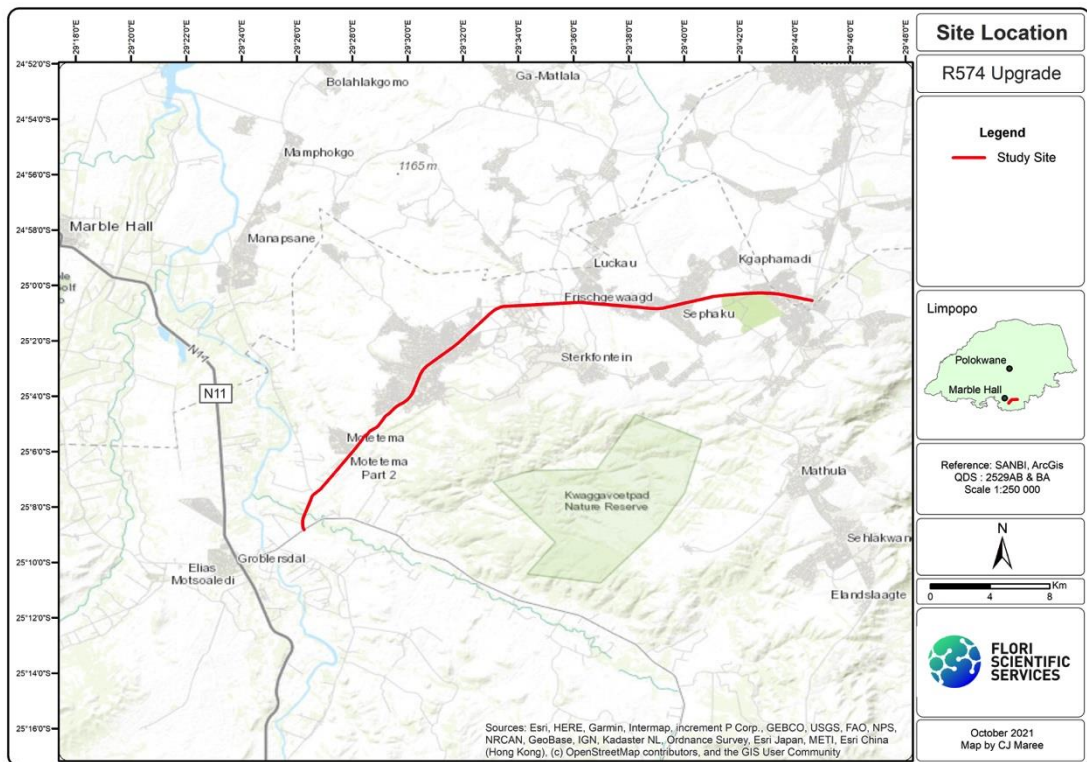 29°18'0"E
29°20'0"E
29°22'0"E
29°24'0"E
29°26'0"E
29°28'0"E
29°30'0"E
29°32'0"E
29°34'0"E
29°36'0"E
29°38'0"E
29°40'0"E
29°42'0"E
29°44'0"E
29°46'0"E
29°48'0"E
24°52'0"S
24°54'0"S
24°56'0"S
24°58'0"S
25°0'0"S
25°2'0"S
25°4'0"S
25°6'0"S
25°8'0"S
25°10'0"S
25°12'0"S
25°14'0"S
25°16'0"S
Bolahlakgomo
Ga-Matlala
Mamphokgo
1165 m
Marble Hall
Manapsane
Luckau
Kgaphamadi
Frischgewaagd
Sephaku
Sterkfontein
N11
N11
Motetema
Motetema
Part 2
Kwaggavoetpad
Nature Reserve
Mathula
Sehlakwan
Groblersdal
Elias
Motsoaledi
Elandslaagte
Sources: Esri, HERE, Garmin, Intermap, increment P Corp., GEBCO, USGS, FAO, NPS,
NRCAN, GeoBase, IGN, Kadaster NL, Ordnance Survey, Esri Japan, METI, Esri China
(Hong Kong), (c) OpenStreetMap contributors, and the GIS User Community
Site Location
R574 Upgrade
Legend
Study Site
Limpopo
Polokwane
Marble Hall
Reference: SANBI, ArcGis
QDS : 2529AB & BA
Scale 1:250 000
N
Km
0 4 8
FLORI
SCIENTIFIC
SERVICES
October 2021
Map by CJ Maree